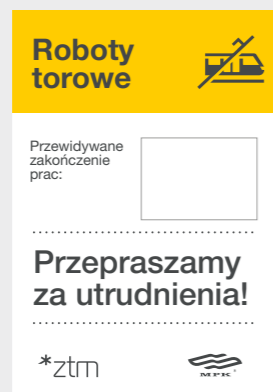 Roboty
torowe
Przewidywane
zakończenie
prac:
Przepraszamy
za utrudnienia!
*ztm
MPK